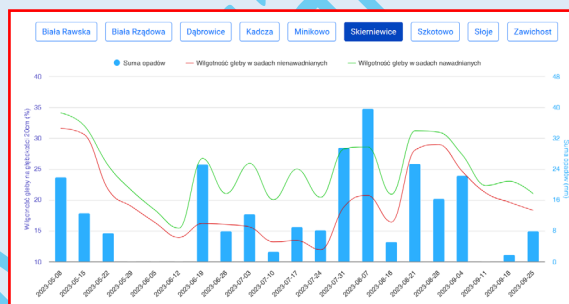 Biała Rawska Biała Rządowa Dąbrowice Kadcza Minikowo Skierniewice Szkotowo Słoje Zawichost
Suma opadów Wilgotność gleby w sadach nienawadnianych Wilgotność gleby w sadach nawadnianych
40 48
35 40
30 32
25 24
20 16
15 8
10 0
Wilgotność gleby na głębokości 20cm (%)
Suma opadów (mm)
2023-05-08 2023-05-15 2023-05-22 2023-05-29 2023-06-05 2023-06-12 2023-06-19 2023-06-26 2023-07-03 2023-07-10 2023-07-17 2023-07-24 2023-07-31 2023-08-07 2023-08-16 2023-08-21 2023-08-28 2023-09-04 2023-09-11 2023-09-18 2023-09-25